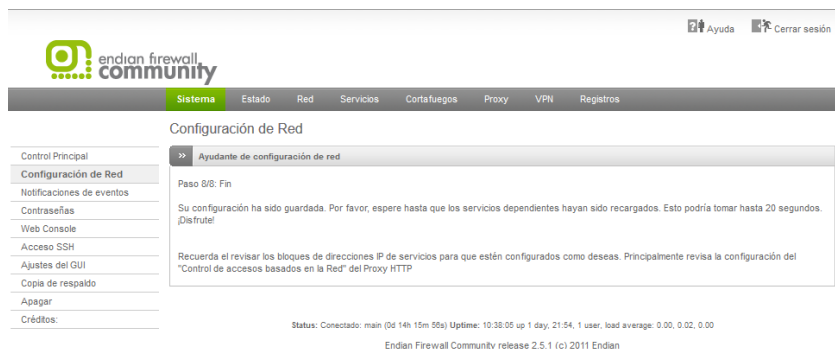 Ayuda Cerrar sesión
endian firewall
community
Sistema Estado Red Servicios Cortafuegos Proxy VPN Registros
Configuración de Red
Control Principal
Configuración de Red
Notificaciones de eventos
Contraseñas
Web Console
Acceso SSH
Ajustes del GUI
Copia de respaldo
Apagar
Créditos:
>> Ayudante de configuración de red
Paso 8/8: Fin
Su configuración ha sido guardada. Por favor, espere hasta que los servicios dependientes hayan sido recargados. Esto podría tomar hasta 20 segundos.
¡Disfrute!
Recuerda el revisar los bloques de direcciones IP de servicios para que estén configurados como deseas. Principalmente revisa la configuración del
"Control de accesos basados en la Red" del Proxy HTTP
Status: Conectado: main (0d 14h 15m 56s) Uptime: 10:38:05 up 1 day, 21:54, 1 user, load average: 0.00, 0.02, 0.00
Endian Firewall Community release 2.5.1 (c) 2011 Endian